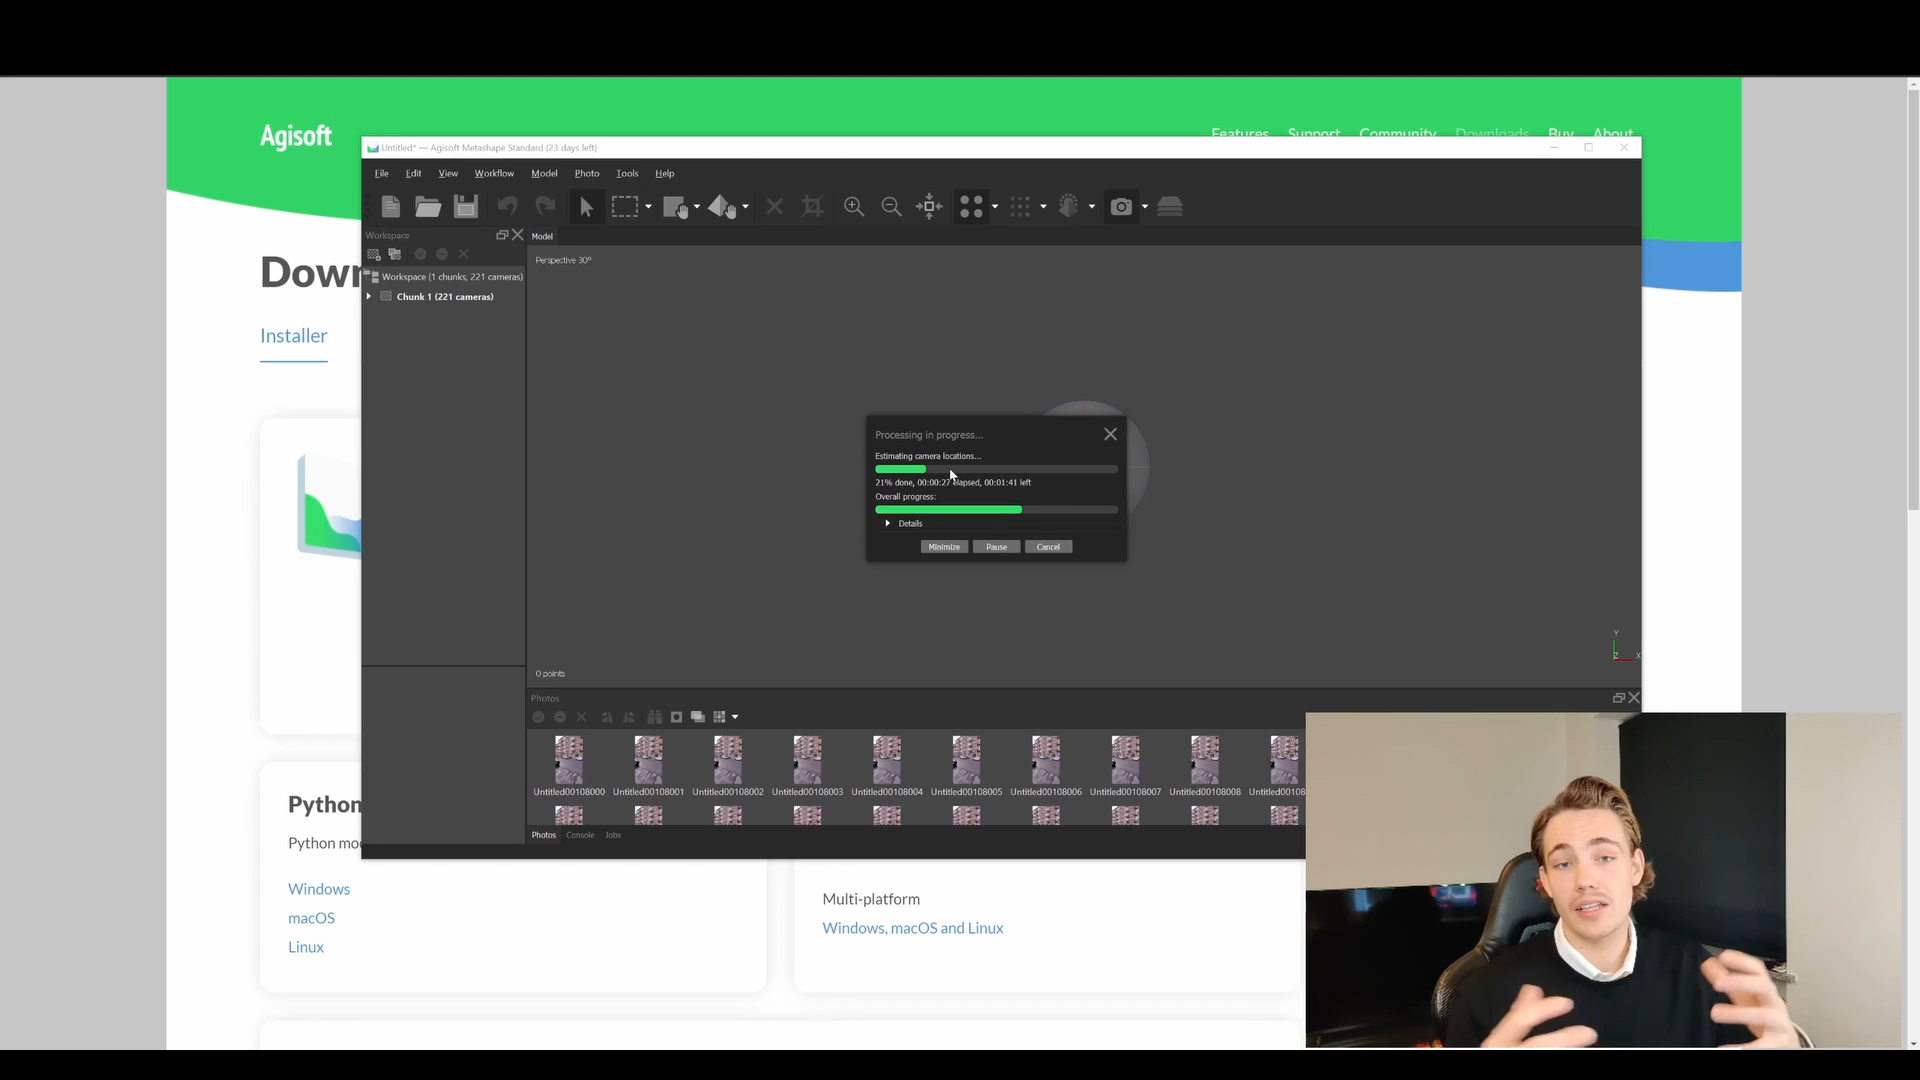 Agisoft
Features Support Community Downloads Buy About
Untitled* — Agisoft Metashape Standard (23 days left)
File Edit View Workflow Model Photo Tools Help
Workspace
Model
Workspace (1 chunks, 221 cameras)
Chunk 1 (221 cameras)
Perspective 30°
Down
Installer
Processing in progress...
Estimating camera locations...
21% done, 00:00:27 elapsed, 00:01:41 left
Overall progress:
Details
Minimize Pause Cancel
Y
Z X
0 points
Photos
Untitled00108000 Untitled00108001 Untitled00108002 Untitled00108003 Untitled00108004 Untitled00108005 Untitled00108006 Untitled00108007 Untitled00108008 Untitled00108
Photos Console Jobs
Python
Python mo
Windows
macOS
Linux
Multi-platform
Windows, macOS and Linux